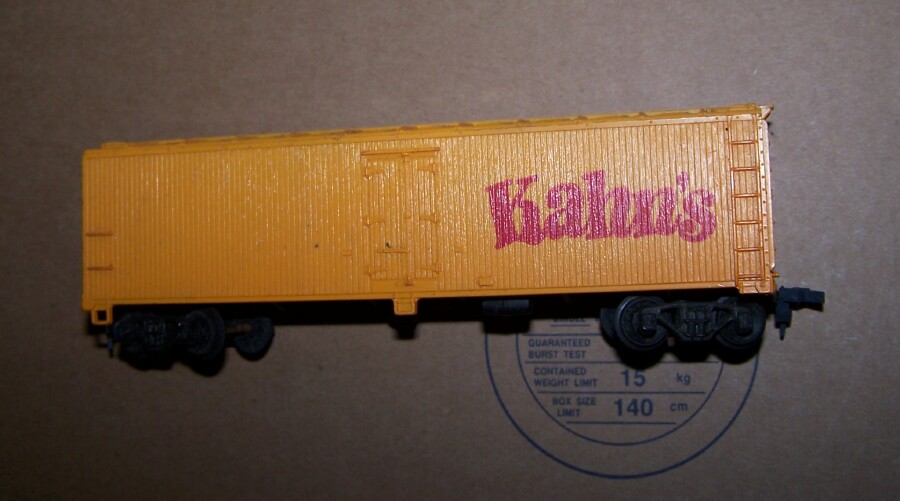 Kahn's
GUARANTEED
BURST TEST
CONTAINED
WEIGHT LIMIT 15 kg
BOX SIZE
LIMIT 140 cm